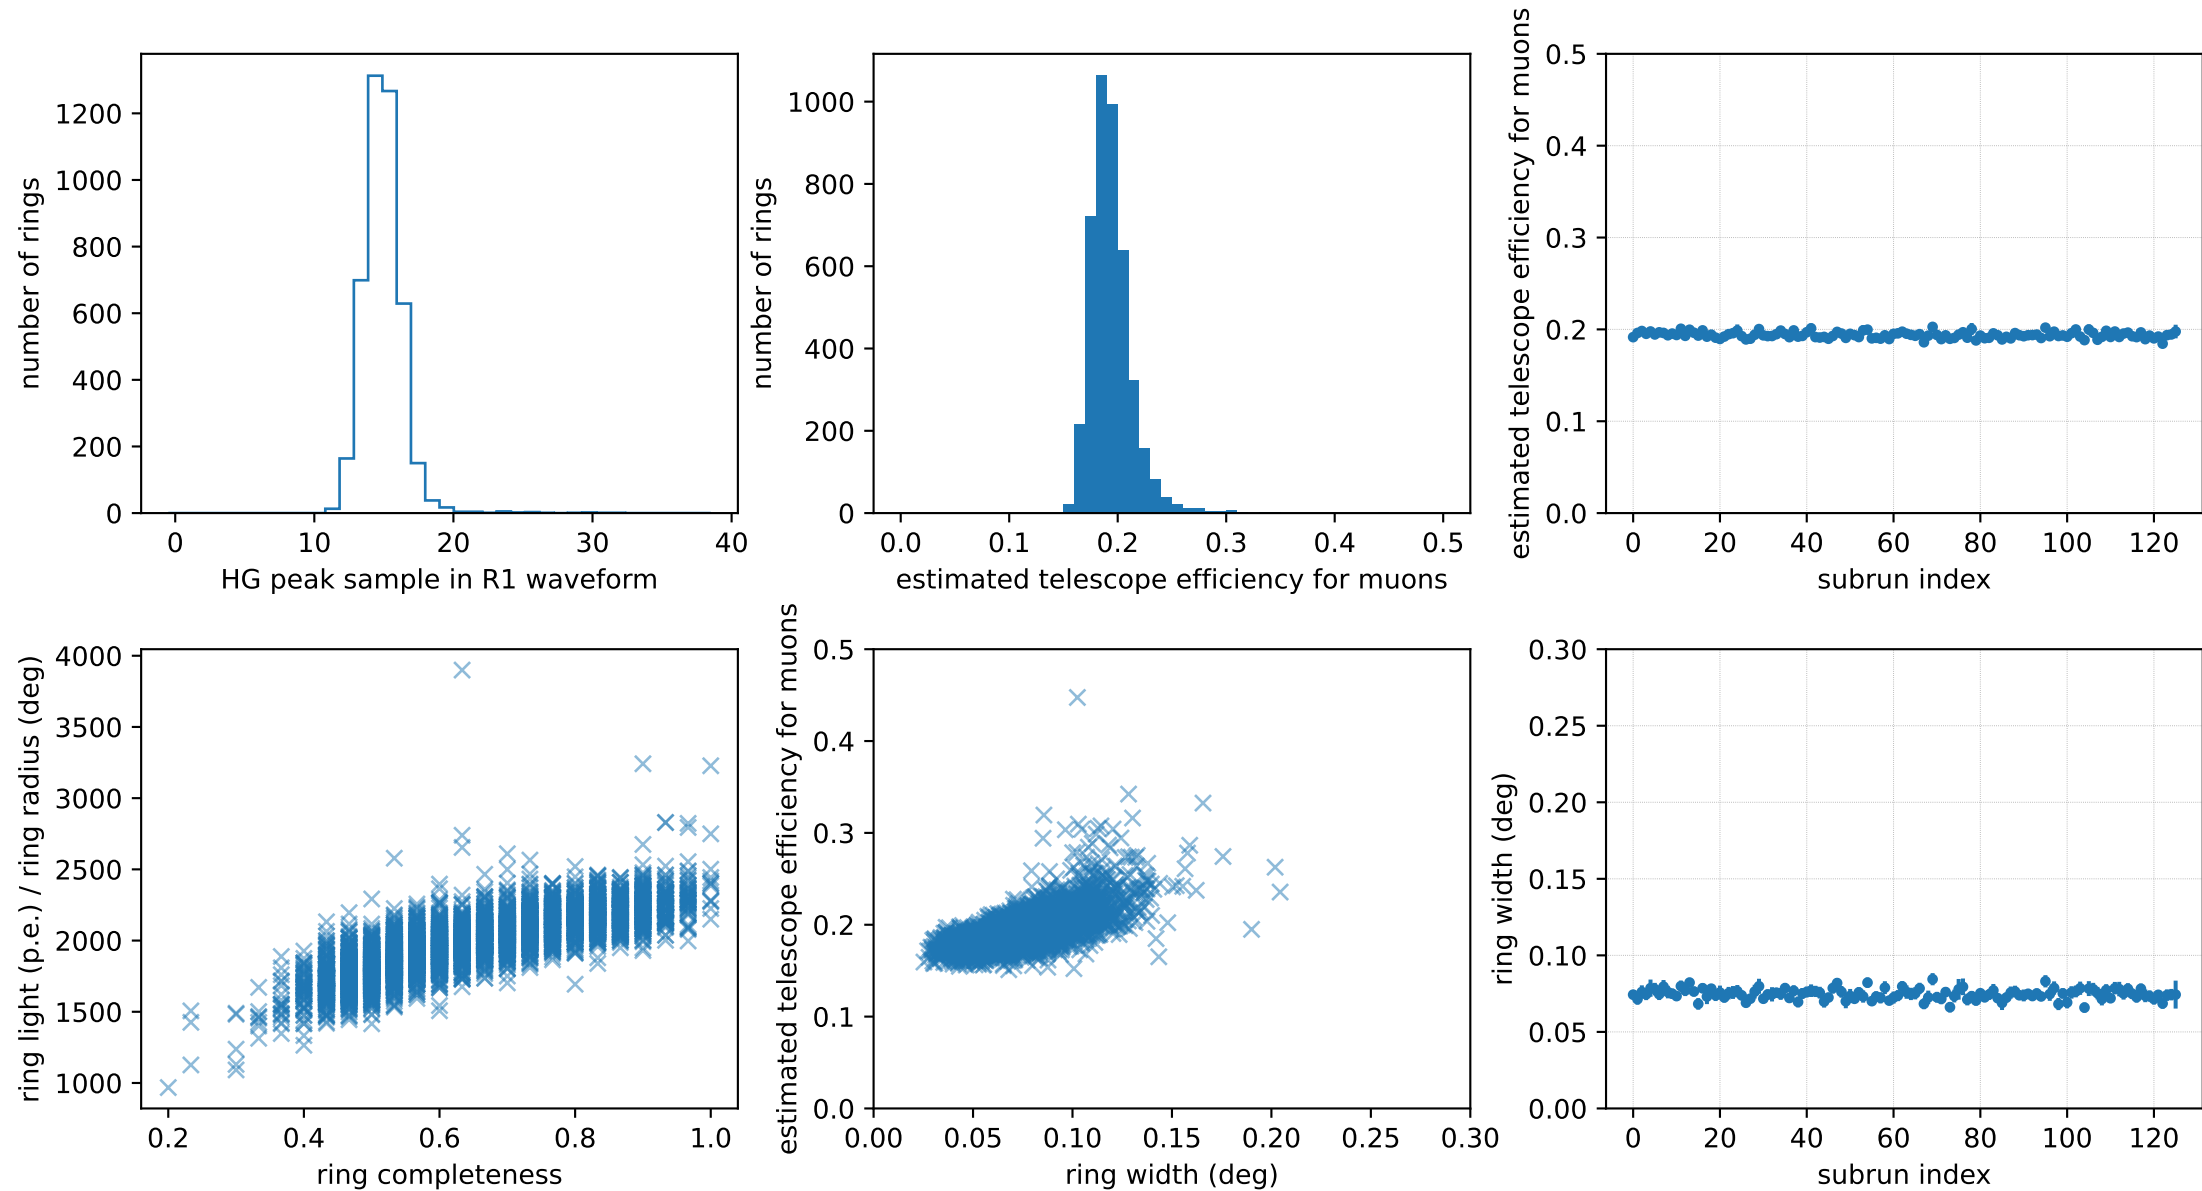 number of rings
1200
1000
800
600
400
200
0
0 10 20 30 40
HG peak sample in R1 waveform
number of rings
1000
800
600
400
200
0
0.0 0.1 0.2 0.3 0.4 0.5
estimated telescope efficiency for muons
estimated telescope efficiency for muons
0.5
0.4
0.3
0.2
0.1
0.0
0 20 40 60 80 100 120
subrun index
ring light (p.e.) / ring radius (deg)
4000
3500
3000
2500
2000
1500
1000
0.2 0.4 0.6 0.8 1.0
ring completeness
estimated telescope efficiency for muons
0.5
0.4
0.3
0.2
0.1
0.0
0.00 0.05 0.10 0.15 0.20 0.25 0.30
ring width (deg)
ring width (deg)
0.30
0.25
0.20
0.15
0.10
0.05
0.00
0 20 40 60 80 100 120
subrun index